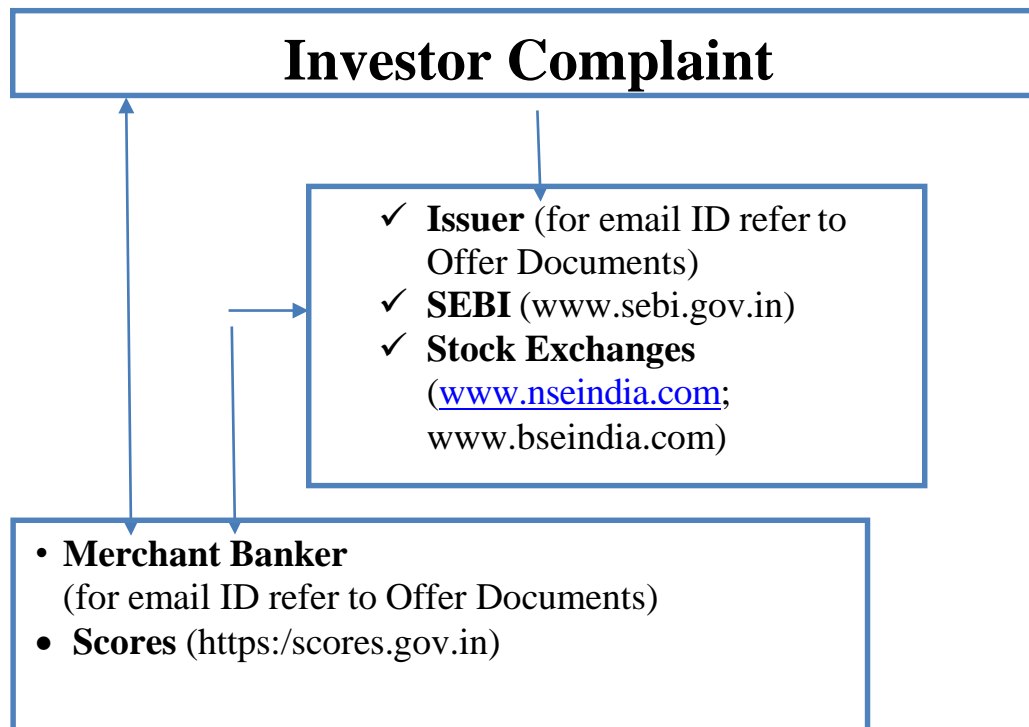 Investor Complaint
✓ Issuer (for email ID refer to
Offer Documents)
✓ SEBI (www.sebi.gov.in)
✓ Stock Exchanges
(www.nseindia.com;
www.bseindia.com)
• Merchant Banker
(for email ID refer to Offer Documents)
• Scores (https:/scores.gov.in)